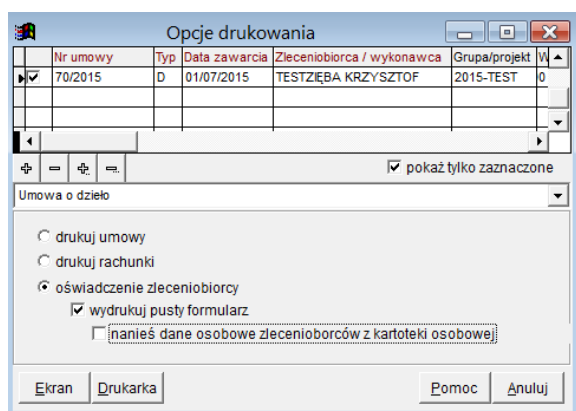 Opcje drukowania
Nr umowy Typ Data zawarcia Zleceniobiorca / wykonawca Grupa/projekt W
70/2015 D 01/07/2015 TESTZIĘBA KRZYSZTOF 2015-TEST 0
pokaż tylko zaznaczone
Umowa o dzieło
drukuj umowy
drukuj rachunki
oświadczenie zleceniobiorcy
wydrukuj pusty formularz
nanieś dane osobowe zlecenioborców z kartoteki osobowej
Ekran Drukarka Pomoc Anuluj